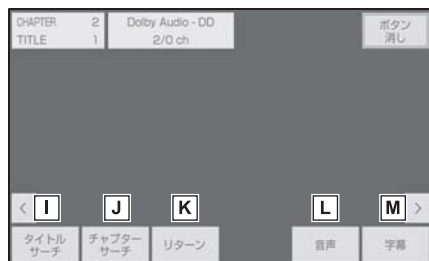 CHAPTER 2
TITLE 1
Dolby Audio - DD
2/0 ch
ボタン
消し
< I J K L M >
タイトル
サーチ
チャプター
サーチ
リターン
音声
字幕